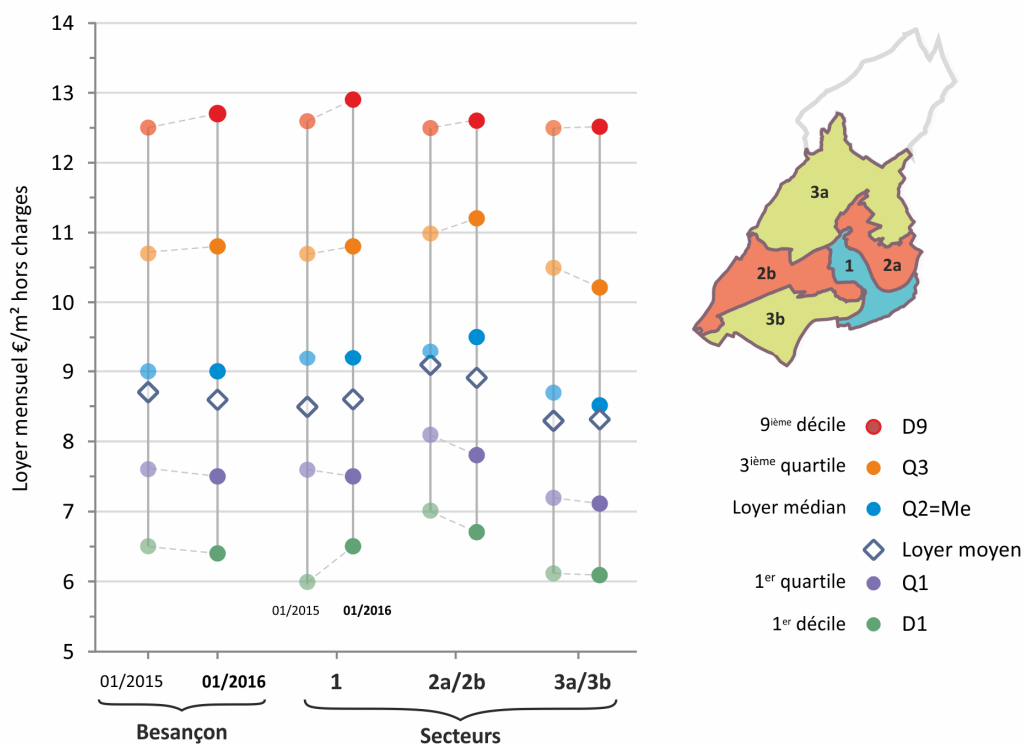 14
13
12
11
10
9
8
7
6
5
Loyer mensuel €/m² hors charges
01/2015 01/2016
01/2015 01/2016 1 2a/2b 3a/3b
Besançon Secteurs
3a
1 2a
2b
3b
9ième décile D9
3ième quartile Q3
Loyer médian Q2=Me
Loyer moyen
1er quartile Q1
1er décile D1